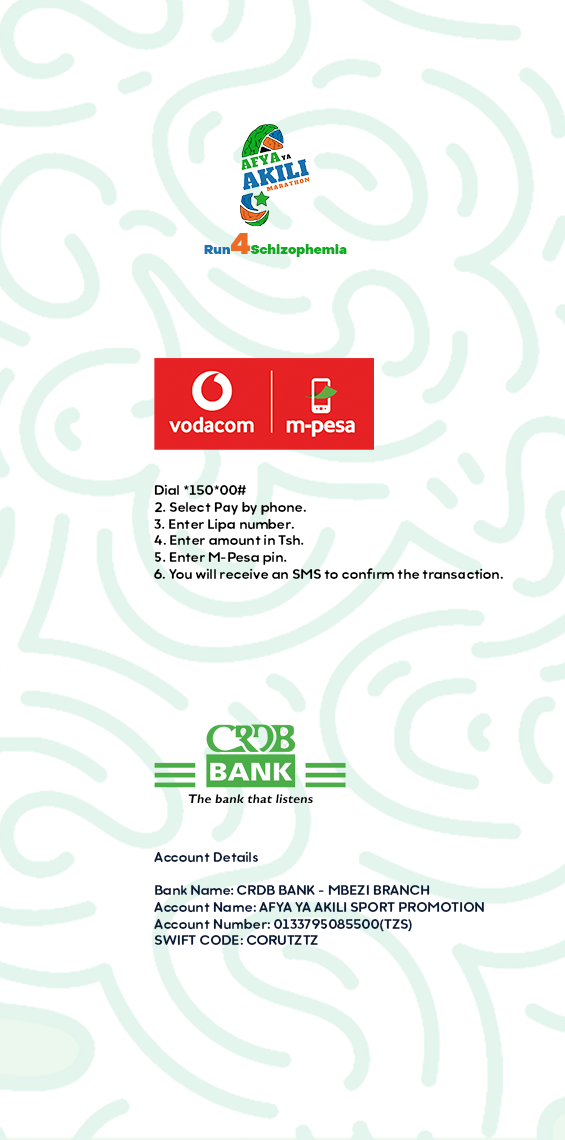 AFYA YA
AKILI
MARATHON
Run4Schizophemia
vodacom
m-pesa
Dial *150*00#
2. Select Pay by phone.
3. Enter Lipa number.
4. Enter amount in Tsh.
5. Enter M-Pesa pin.
6. You will receive an SMS to confirm the transaction.
CRDB
BANK
The bank that listens
Account Details
Bank Name: CRDB BANK - MBEZI BRANCH
Account Name: AFYA YA AKILI SPORT PROMOTION
Account Number: 0133795085500(TZS)
SWIFT CODE: CORUTZTZ